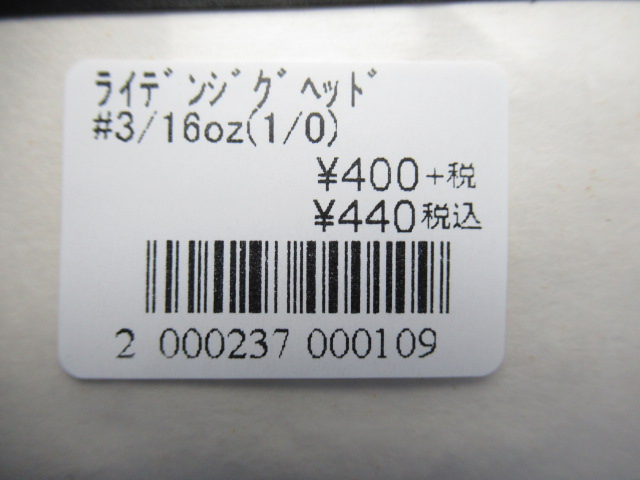 ﾗｲﾃﾞﾝｼﾞｸﾞﾍｯﾄﾞ
#3/16oz(1/0)
¥400+税
¥440税込
2 000237 000109